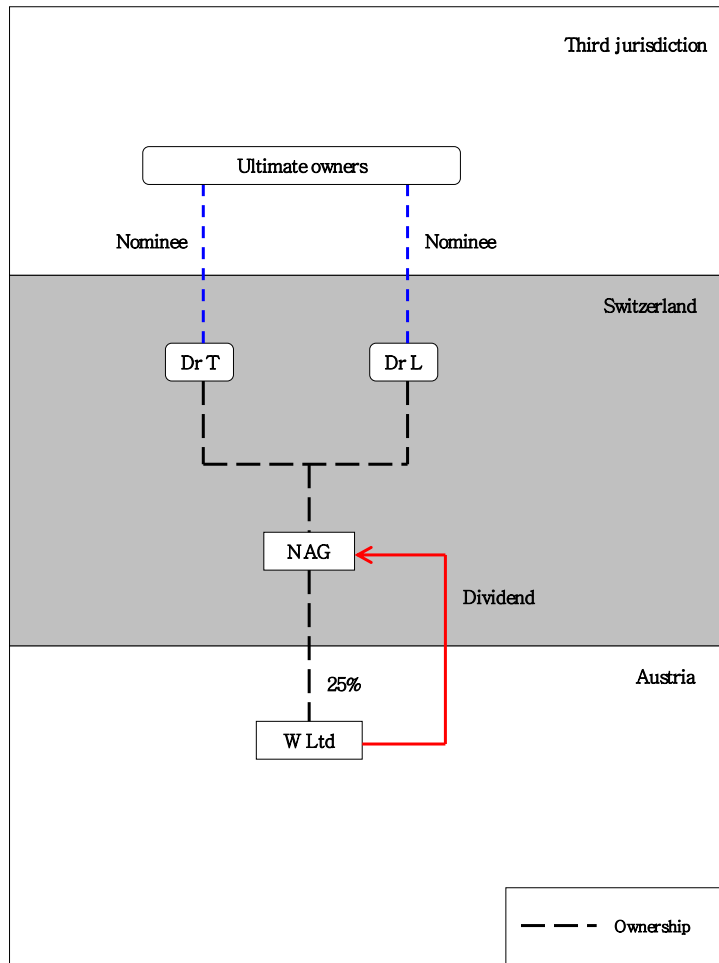 Third jurisdiction
Ultimate owners
Nominee
Nominee
Switzerland
Dr T
Dr L
NAG
Dividend
25%
Austria
W Ltd
Ownership